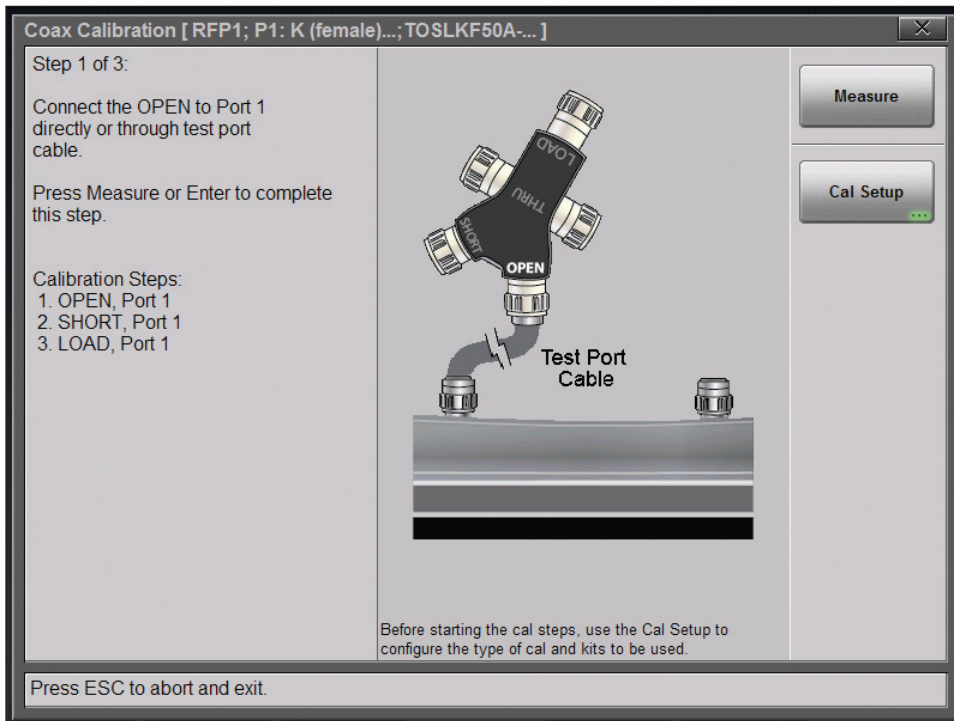 Coax Calibration [ RFP1; P1: K (female)...; TOSLKF50A-... ]
Step 1 of 3:
Connect the OPEN to Port 1
directly or through test port
cable.
Press Measure or Enter to complete
this step.
Calibration Steps:
1. OPEN, Port 1
2. SHORT, Port 1
3. LOAD, Port 1
LOAD
THRU
SHORT
OPEN
Test Port
Cable
Before starting the cal steps, use the Cal Setup to
configure the type of cal and kits to be used.
Measure
Cal Setup
...
Press ESC to abort and exit.